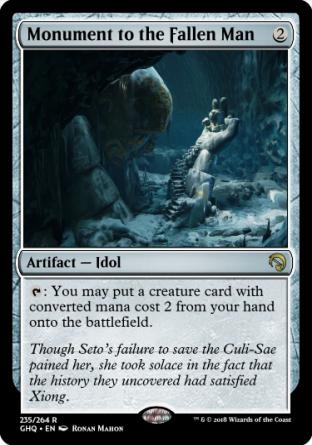 Monument to the Fallen Man 2
Artifact — Idol
: You may put a creature card with
converted mana cost 2 from your hand
onto the battlefield.
Though Seto's failure to save the Culi-Sae
pained her, she took solace in the fact that
the history they uncovered had satisfied
Xiong.
235/264 R
GHQ • EN Ronan Mahon
™ & © 2018 Wizards of the Coast